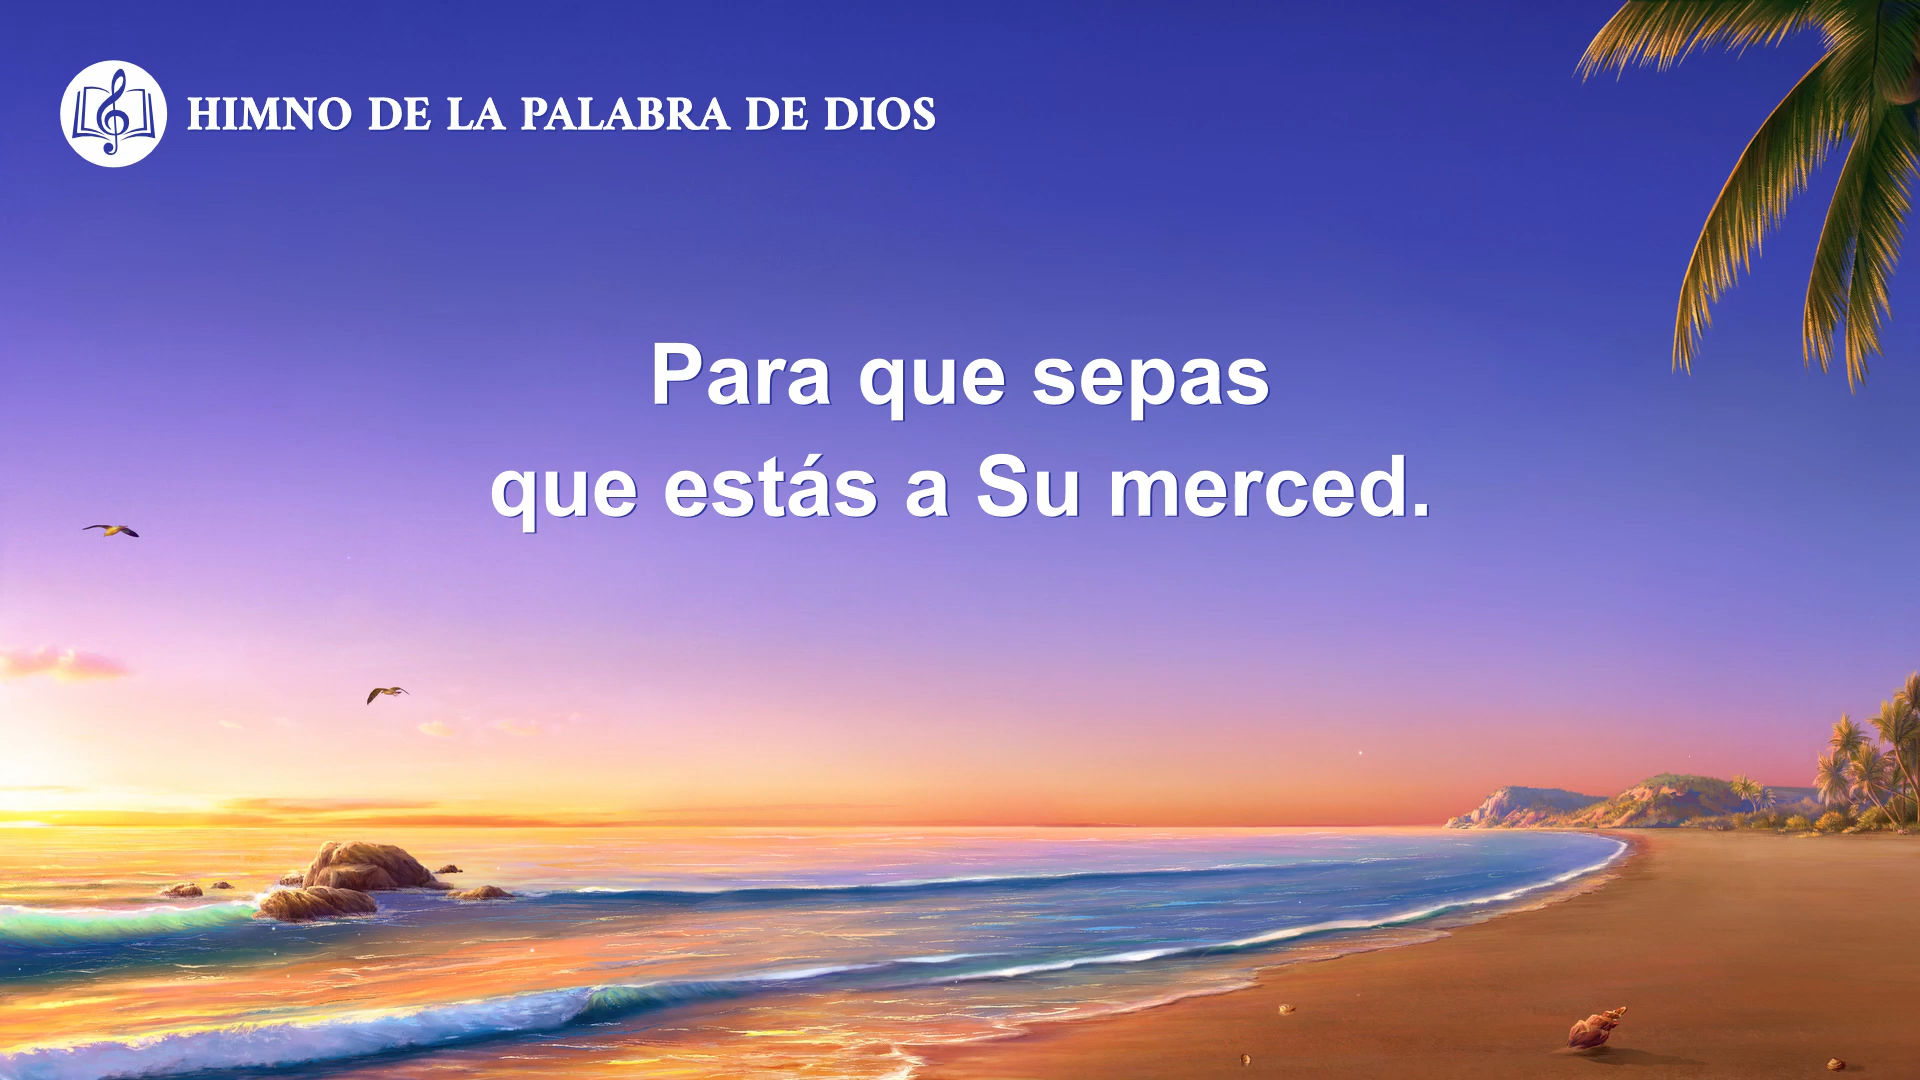 HIMNO DE LA PALABRA DE DIOS
Para que sepas
que estás a Su merced.